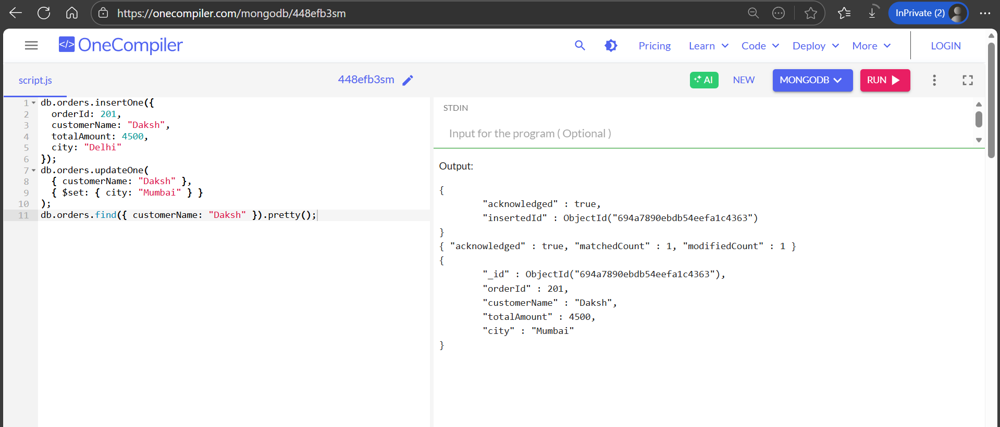 https://onecompiler.com/mongodb/448efb3sm
InPrivate (2)
</> OneCompiler
Pricing Learn Code Deploy More LOGIN
script.js
448efb3sm
AI NEW MONGODB RUN
1 db.orders.insertOne({
2   orderId: 201,
3   customerName: "Daksh",
4   totalAmount: 4500,
5   city: "Delhi"
6 });
7 db.orders.updateOne(
8   { customerName: "Daksh" },
9   { $set: { city: "Mumbai" } }
10 );
11 db.orders.find({ customerName: "Daksh" }).pretty();
STDIN
Input for the program ( Optional )
Output:
{
        "acknowledged" : true,
        "insertedId" : ObjectId("694a7890ebdb54eefa1c4363")
}
{ "acknowledged" : true, "matchedCount" : 1, "modifiedCount" : 1 }
{
        "_id" : ObjectId("694a7890ebdb54eefa1c4363"),
        "orderId" : 201,
        "customerName" : "Daksh",
        "totalAmount" : 4500,
        "city" : "Mumbai"
}